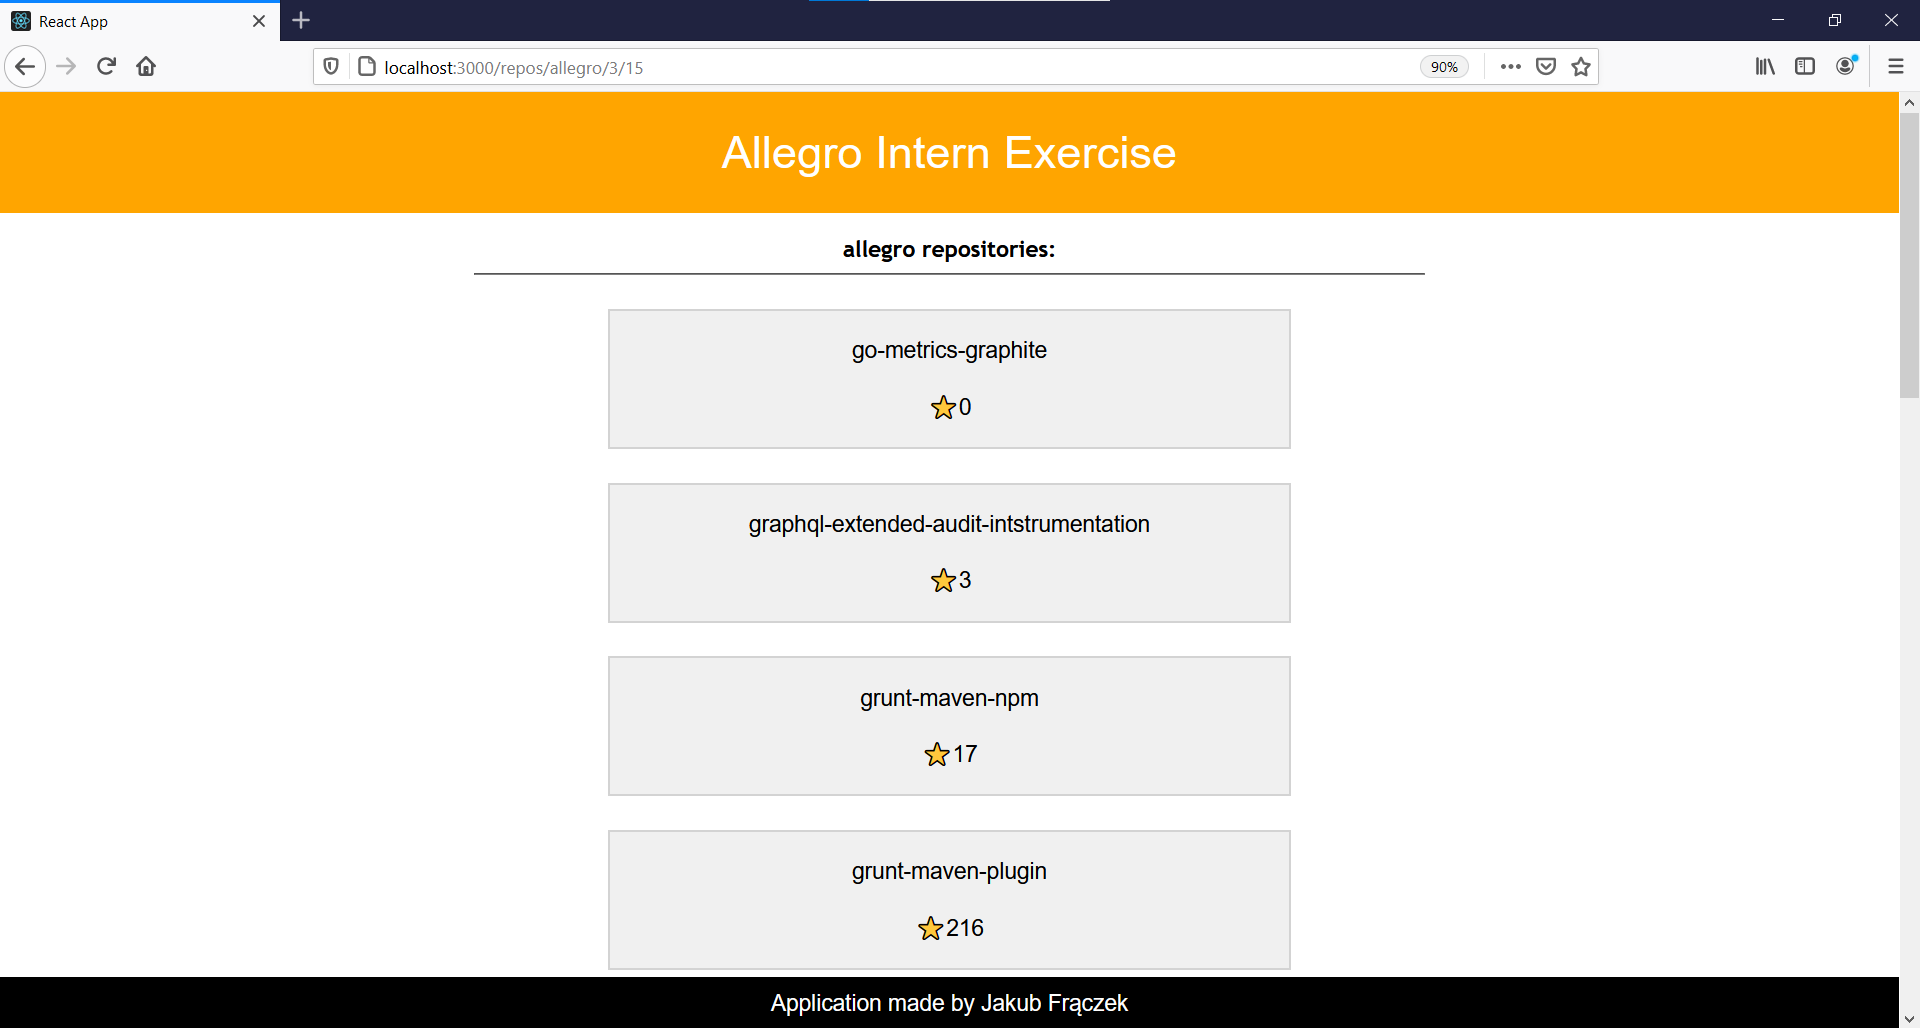 React App
localhost:3000/repos/allegro/3/15
90%
Allegro Intern Exercise
allegro repositories:
go-metrics-graphite
0
graphql-extended-audit-intstrumentation
3
grunt-maven-npm
17
grunt-maven-plugin
216
Application made by Jakub Frączek